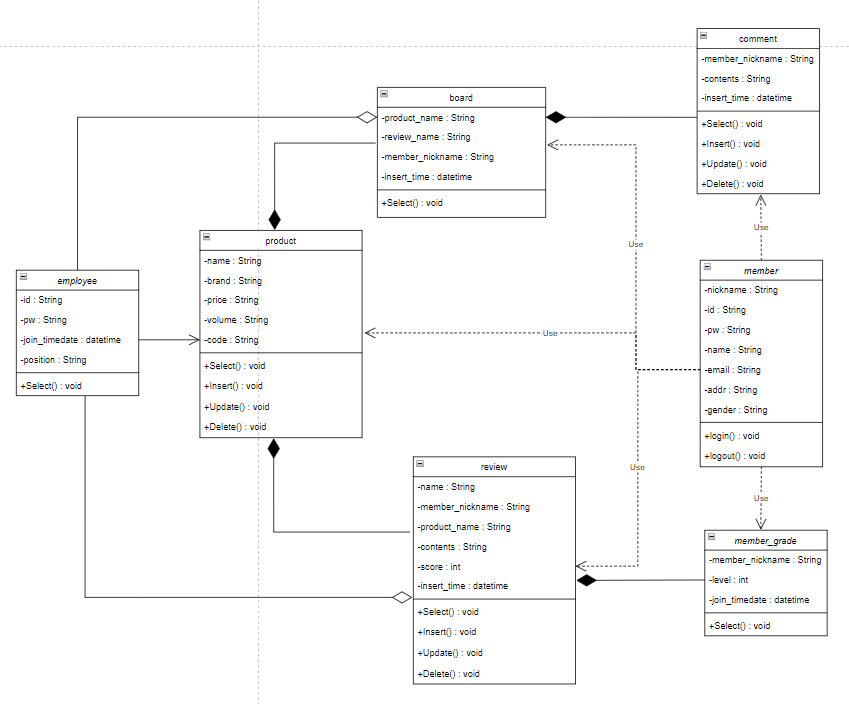 comment
-member_nickname : String
-contents : String
-insert_time : datetime
+Select() : void
+Insert() : void
+Update() : void
+Delete() : void
board
-product_name : String
-review_name : String
-member_nickname : String
-insert_time : datetime
+Select() : void
product
-name : String
-brand : String
-price : String
-volume : String
-code : String
+Select() : void
+Insert() : void
+Update() : void
+Delete() : void
employee
-id : String
-pw : String
-join_timedate : datetime
-position : String
+Select() : void
Use
Use
Use
member
-nickname : String
-id : String
-pw : String
-name : String
-email : String
-addr : String
-gender : String
+login() : void
+logout() : void
Use
Use
review
-name : String
-member_nickname : String
-product_name : String
-contents : String
-score : int
-insert_time : datetime
+Select() : void
+Insert() : void
+Update() : void
+Delete() : void
member_grade
-member_nickname : String
-level : int
-join_timedate : datetime
+Select() : void